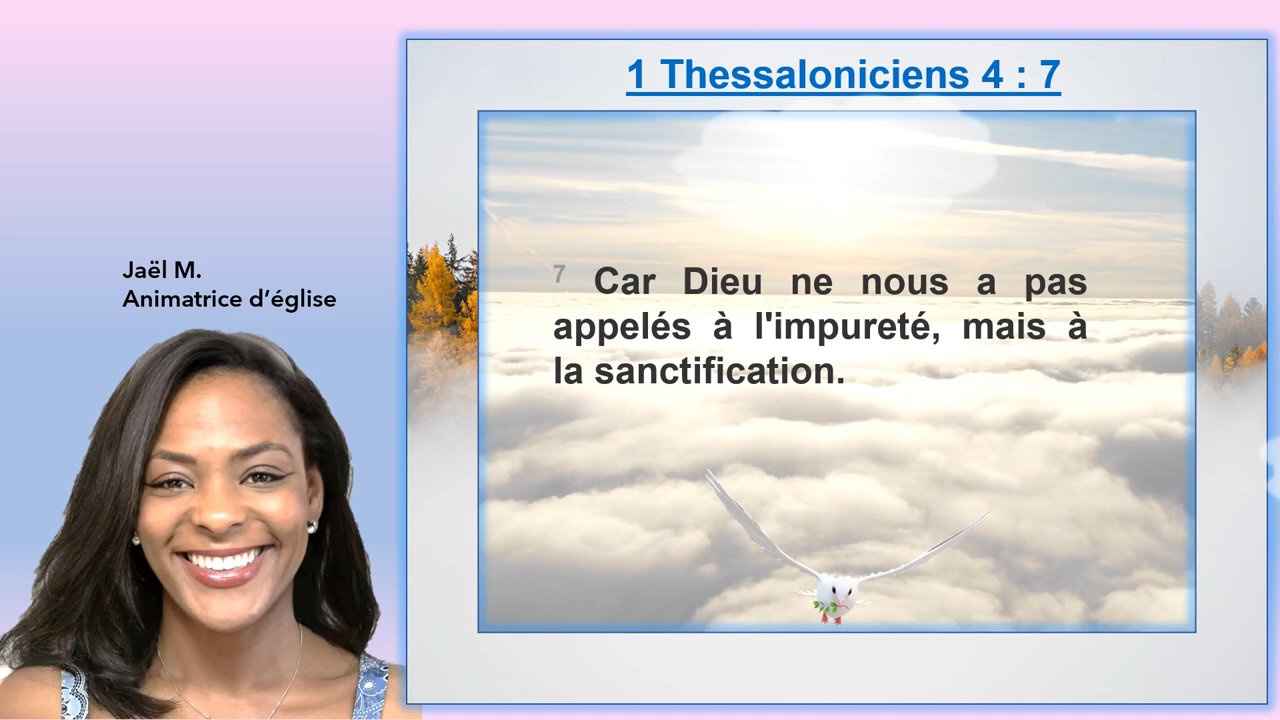 1 Thessaloniciens 4 : 7
7 Car Dieu ne nous a pas
appelés à l'impureté, mais à
la sanctification.
Jaël M.
Animatrice d’église